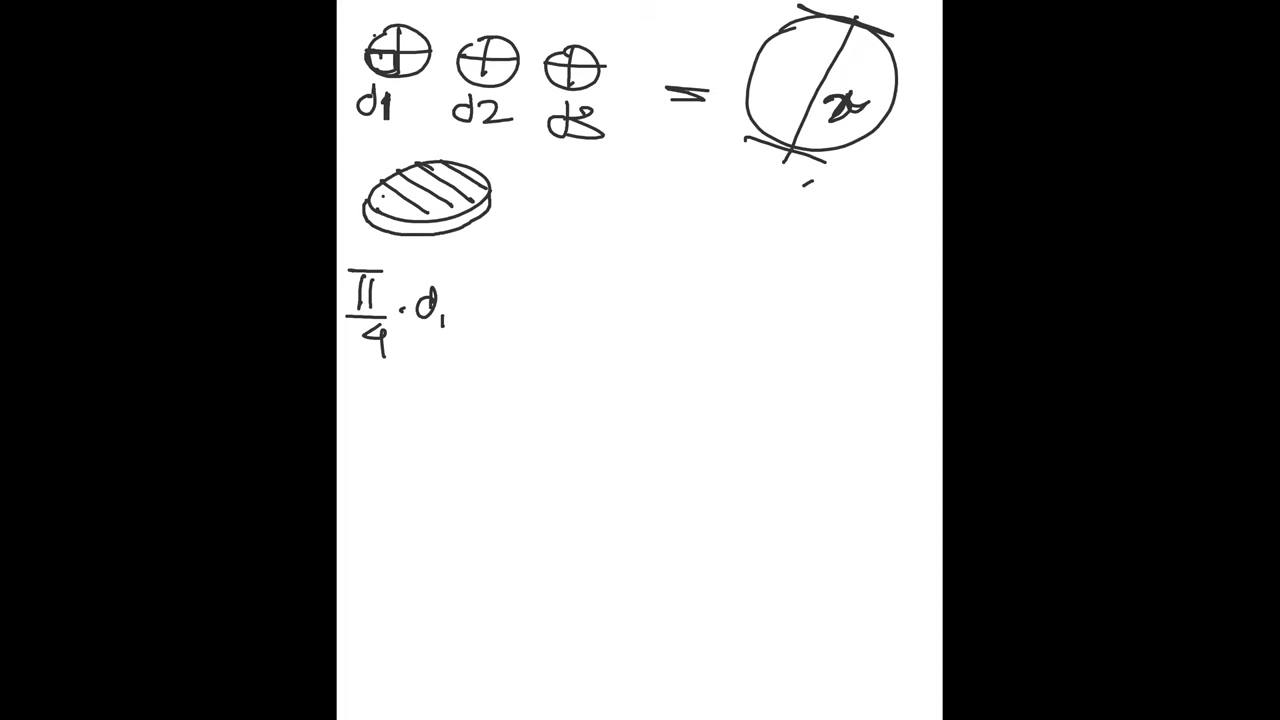 d1 d2 d3 = x
π/4 · d₁